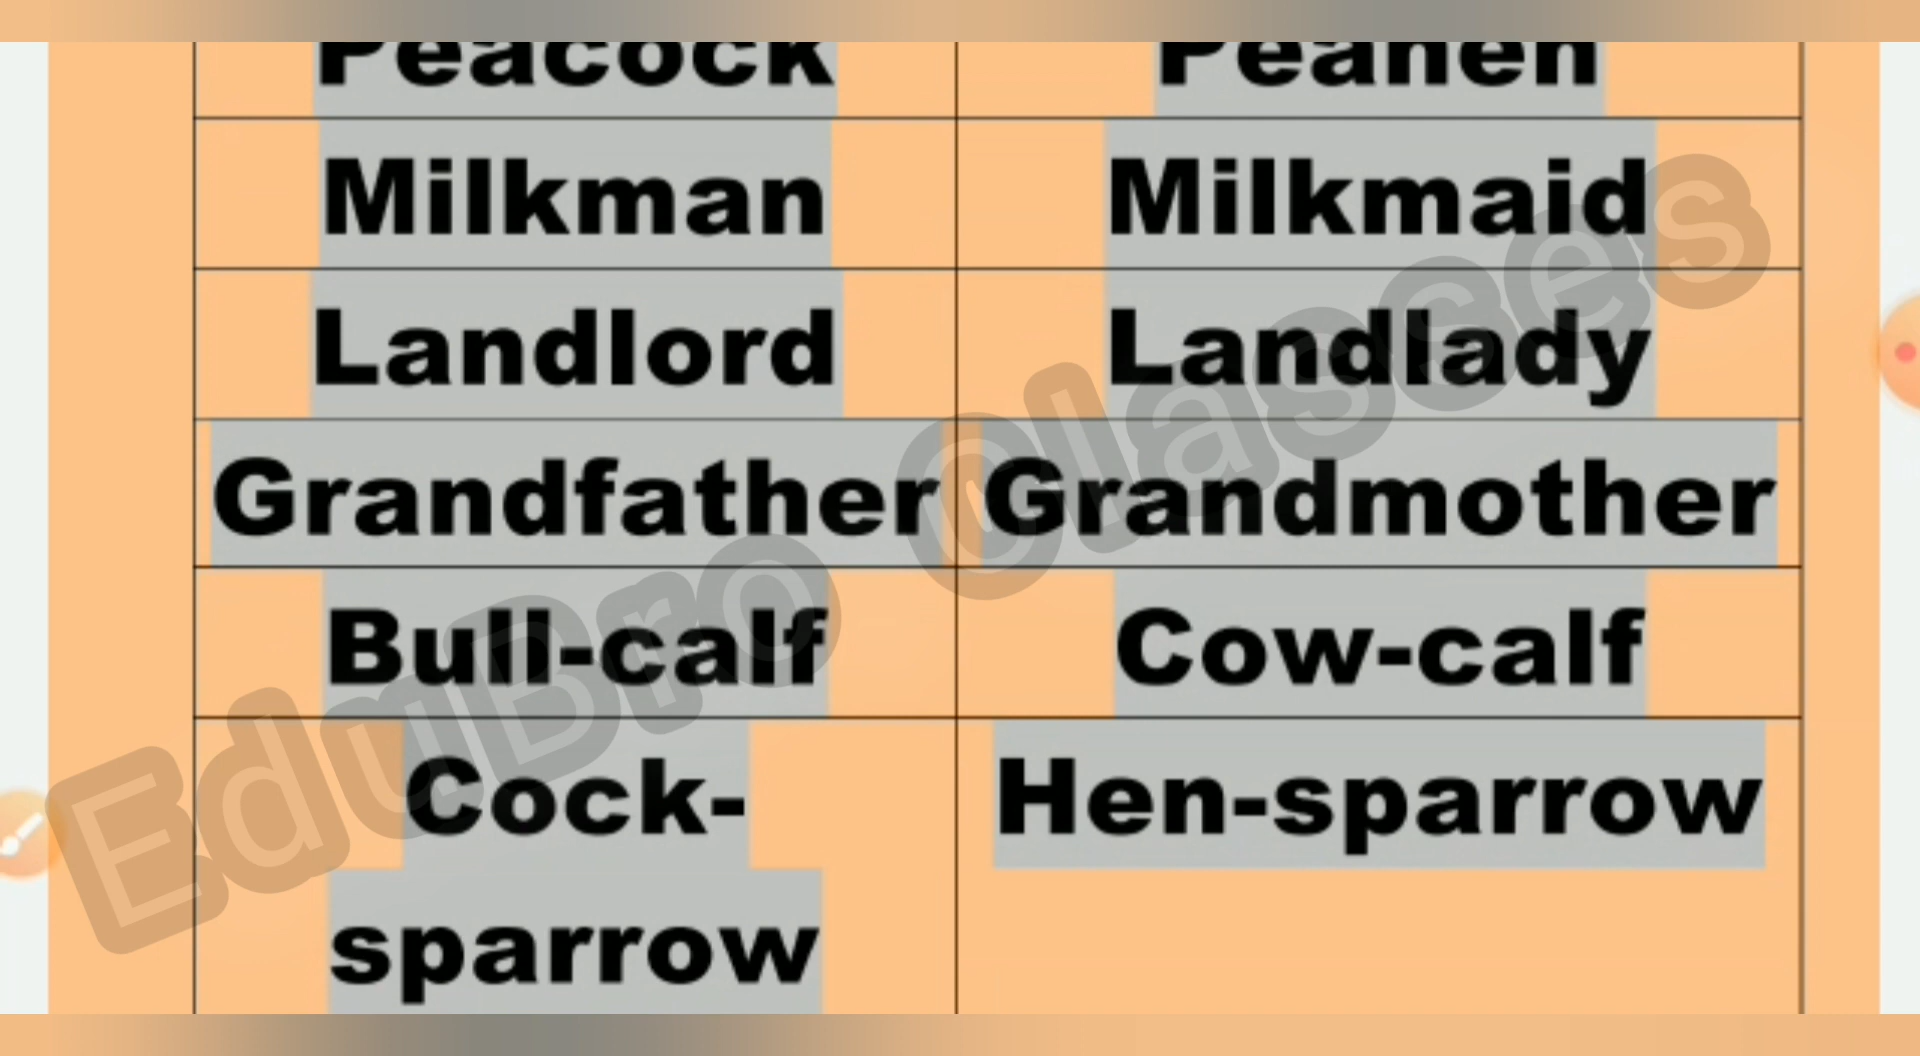 Peacock Peahen
Milkman Milkmaid
Landlord Landlady
Grandfather Grandmother
Bull-calf Cow-calf
Cock- Hen-sparrow
sparrow
EduBro Classes